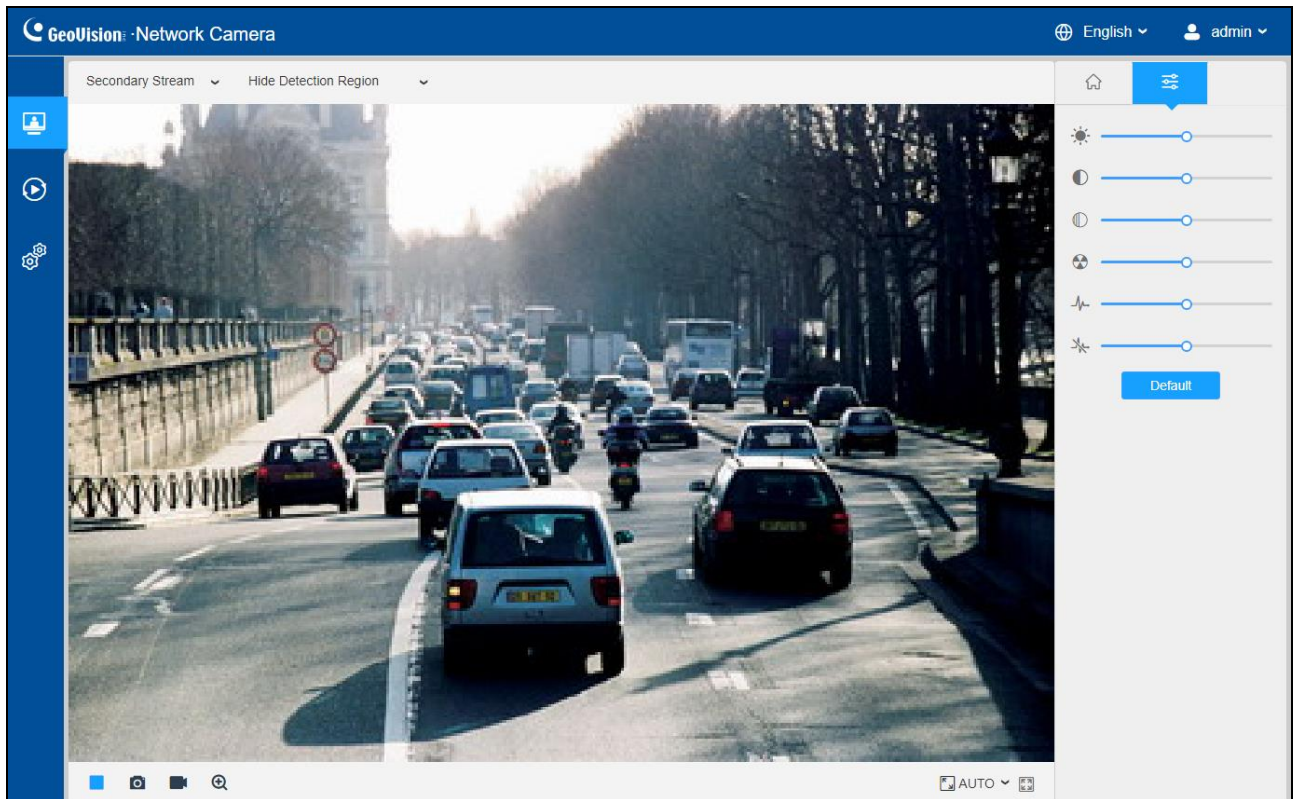 GeoVision Network Camera
English
admin
Secondary Stream
Hide Detection Region
Default
AUTO